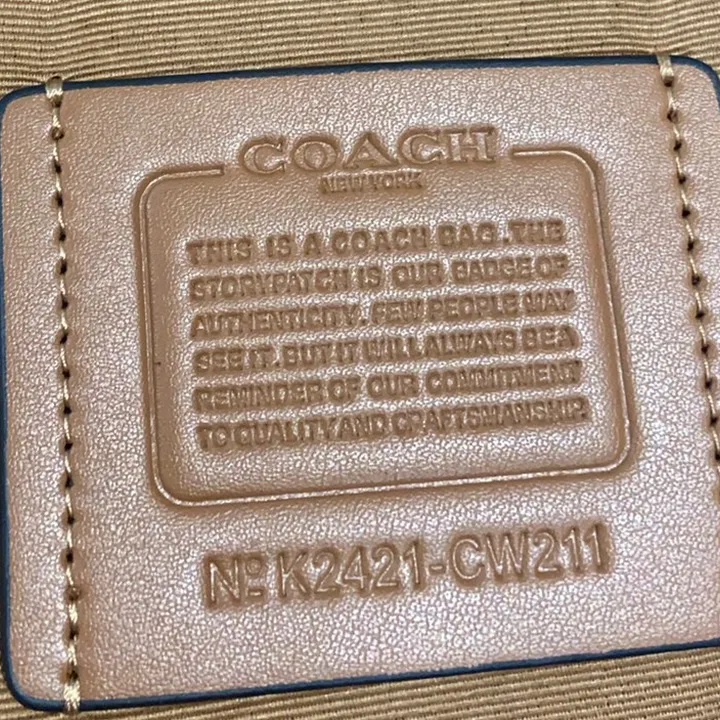 COACH
NEW YORK
THIS IS A COACH BAG. THE
STORYPATCH IS OUR BADGE OF
AUTHENTICITY. FEW PEOPLE MAY
SEE IT. BUT IT WILL ALWAYS BE A
REMINDER OF OUR COMMITMENT
TO QUALITY AND CRAFTSMANSHIP.
Nº K2421-CW211